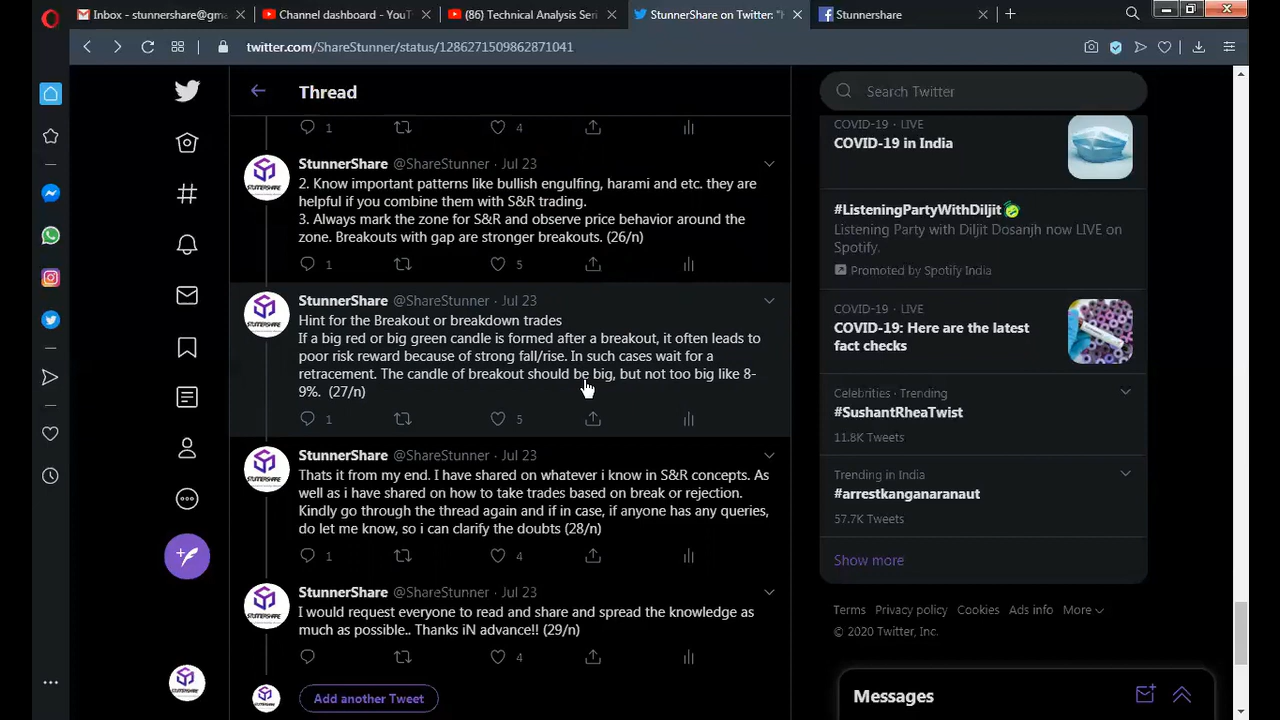 Inbox - stunnershare@gma
Channel dashboard - YouT
(86) Technical Analysis Seri
StunnerShare on Twitter: "H
Stunnershare
twitter.com/ShareStunner/status/1286271509862871041
Thread
Search Twitter
1
4
StunnerShare @ShareStunner · Jul 23
2. Know important patterns like bullish engulfing, harami and etc. they are
helpful if you combine them with S&R trading.
3. Always mark the zone for S&R and observe price behavior around the
zone. Breakouts with gap are stronger breakouts. (26/n)
1
5
StunnerShare @ShareStunner · Jul 23
Hint for the Breakout or breakdown trades
If a big red or big green candle is formed after a breakout, it often leads to
poor risk reward because of strong fall/rise. In such cases wait for a
retracement. The candle of breakout should be big, but not too big like 8-
9%. (27/n)
1
5
StunnerShare @ShareStunner · Jul 23
Thats it from my end. I have shared on whatever i know in S&R concepts. As
well as i have shared on how to take trades based on break or rejection.
Kindly go through the thread again and if in case, if anyone has any queries,
do let me know, so i can clarify the doubts (28/n)
1
4
StunnerShare @ShareStunner · Jul 23
I would request everyone to read and share and spread the knowledge as
much as possible.. Thanks iN advance!! (29/n)
4
Add another Tweet
COVID-19 · LIVE
COVID-19 in India
#ListeningPartyWithDiljit
Listening Party with Diljit Dosanjh now LIVE on
Spotify.
Promoted by Spotify India
COVID-19 · LIVE
COVID-19: Here are the latest
fact checks
Celebrities · Trending
#SushantRheaTwist
11.8K Tweets
Trending in India
#arrestkanganaranaut
57.7K Tweets
Show more
Terms Privacy policy Cookies Ads info More
© 2020 Twitter, Inc.
Messages